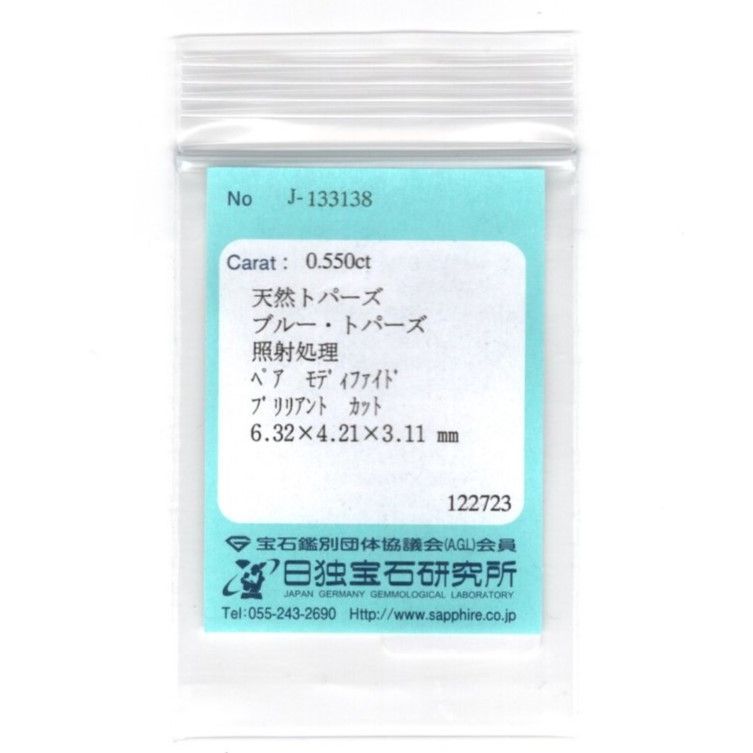 No J-133138
Carat : 0.550ct
天然トパーズ
ブルー・トパーズ
照射処理
ﾍﾟｱ ﾓﾃﾞｨﾌｧｲﾄﾞ
ﾌﾞﾘﾘｱﾝﾄ ｶｯﾄ
6.32×4.21×3.11 mm
122723
宝石鑑別団体協議会(AGL)会員
日独宝石研究所
JAPAN GERMANY GEMMOLOGICAL LABORATORY
Tel:055-243-2690 Http://www.sapphire.co.jp